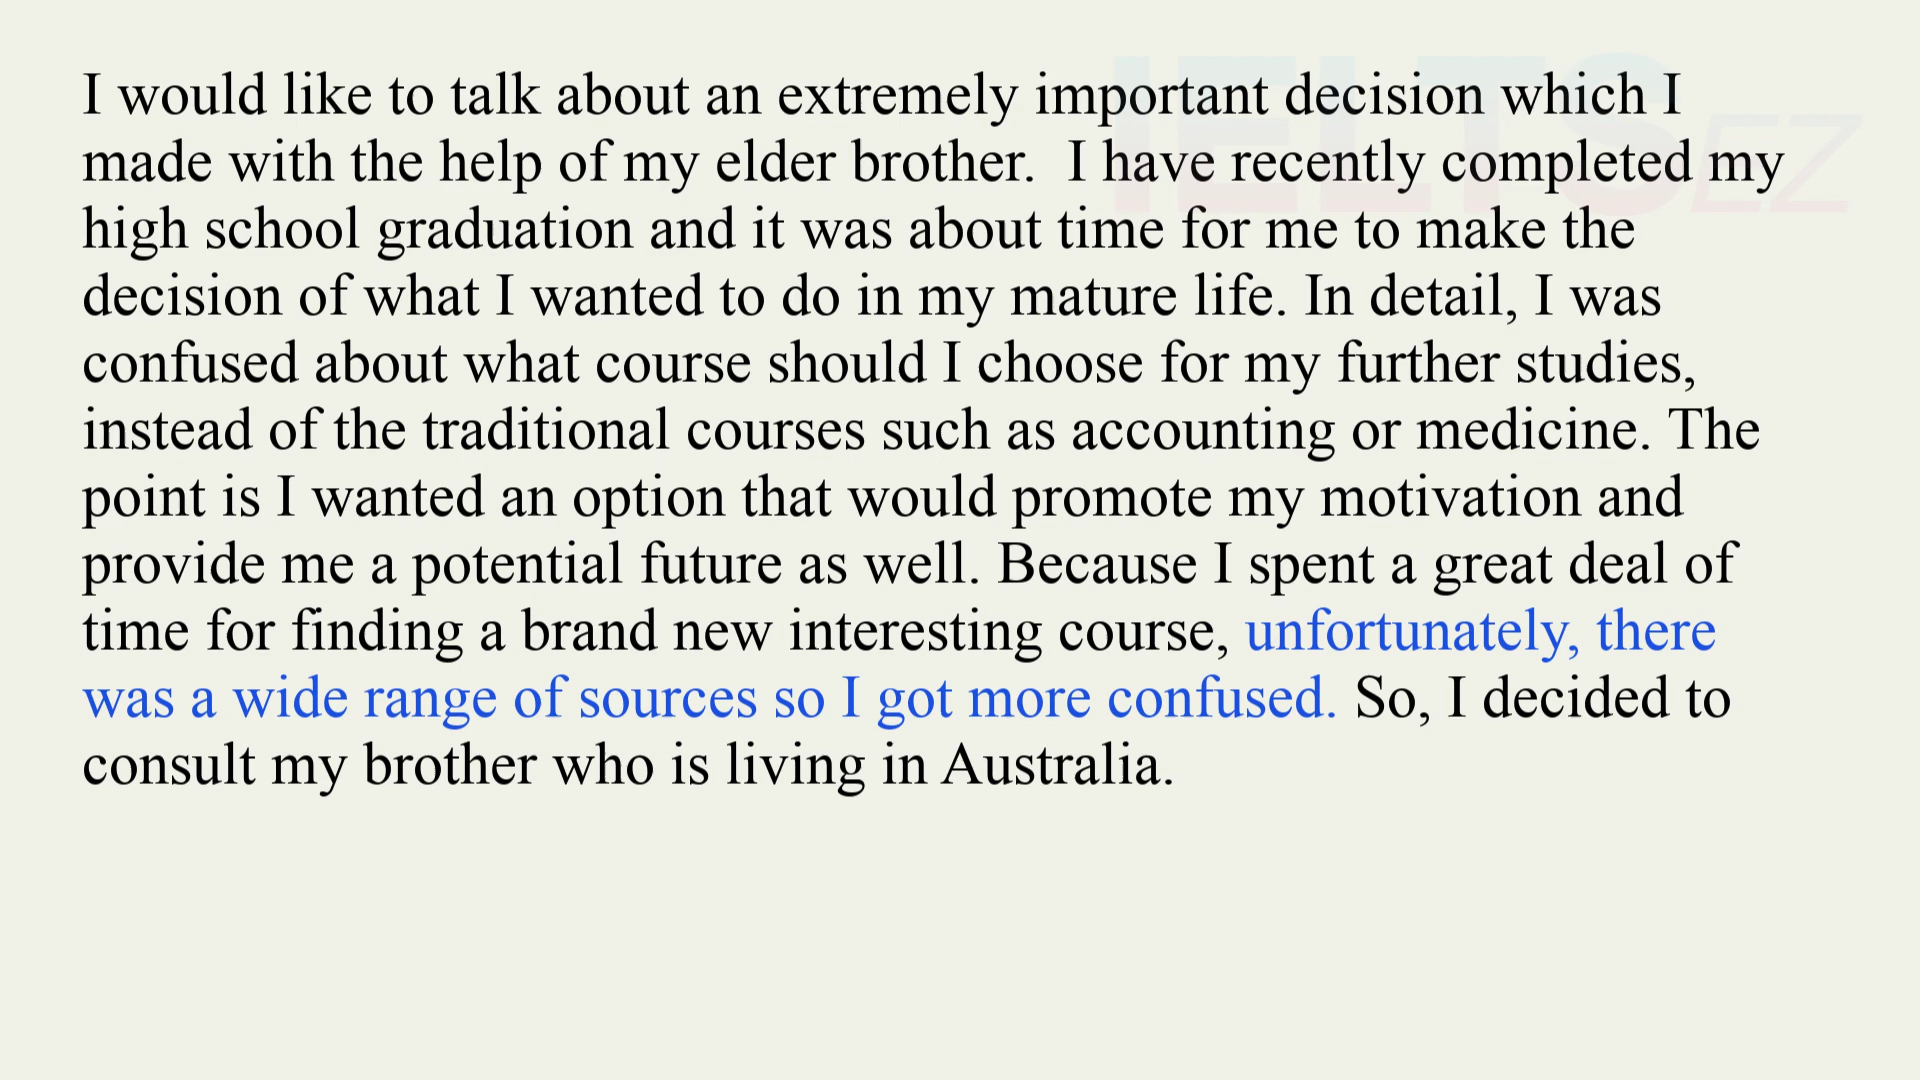 IELTS EZ
I would like to talk about an extremely important decision which I
made with the help of my elder brother.  I have recently completed my
high school graduation and it was about time for me to make the
decision of what I wanted to do in my mature life. In detail, I was
confused about what course should I choose for my further studies,
instead of the traditional courses such as accounting or medicine. The
point is I wanted an option that would promote my motivation and
provide me a potential future as well. Because I spent a great deal of
time for finding a brand new interesting course, unfortunately, there
was a wide range of sources so I got more confused. So, I decided to
consult my brother who is living in Australia.